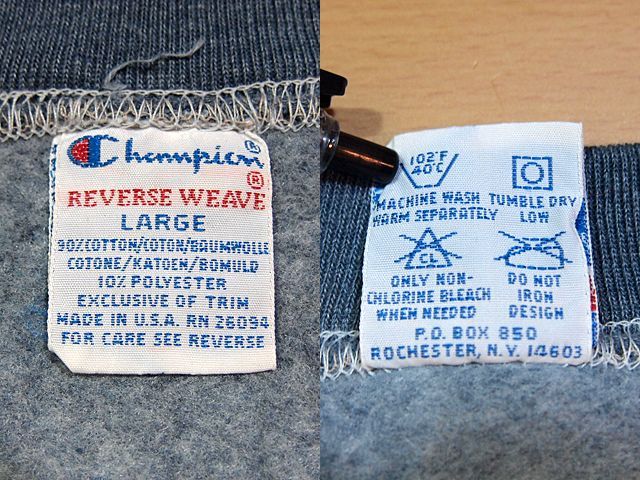 Champion®
REVERSE WEAVE®
LARGE
90%COTTON/COTON/BAUMWOLLE
COTONE/KATOEN/BOMULD
10% POLYESTER
EXCLUSIVE OF TRIM
MADE IN U.S.A. RN 26094
FOR CARE SEE REVERSE
102°F
40°C
MACHINE WASH
WARM SEPARATELY
TUMBLE DRY
LOW
CL
ONLY NON-
CHLORINE BLEACH
WHEN NEEDED
DO NOT
IRON
DESIGN
P.O. BOX 850
ROCHESTER, N.Y. 14603